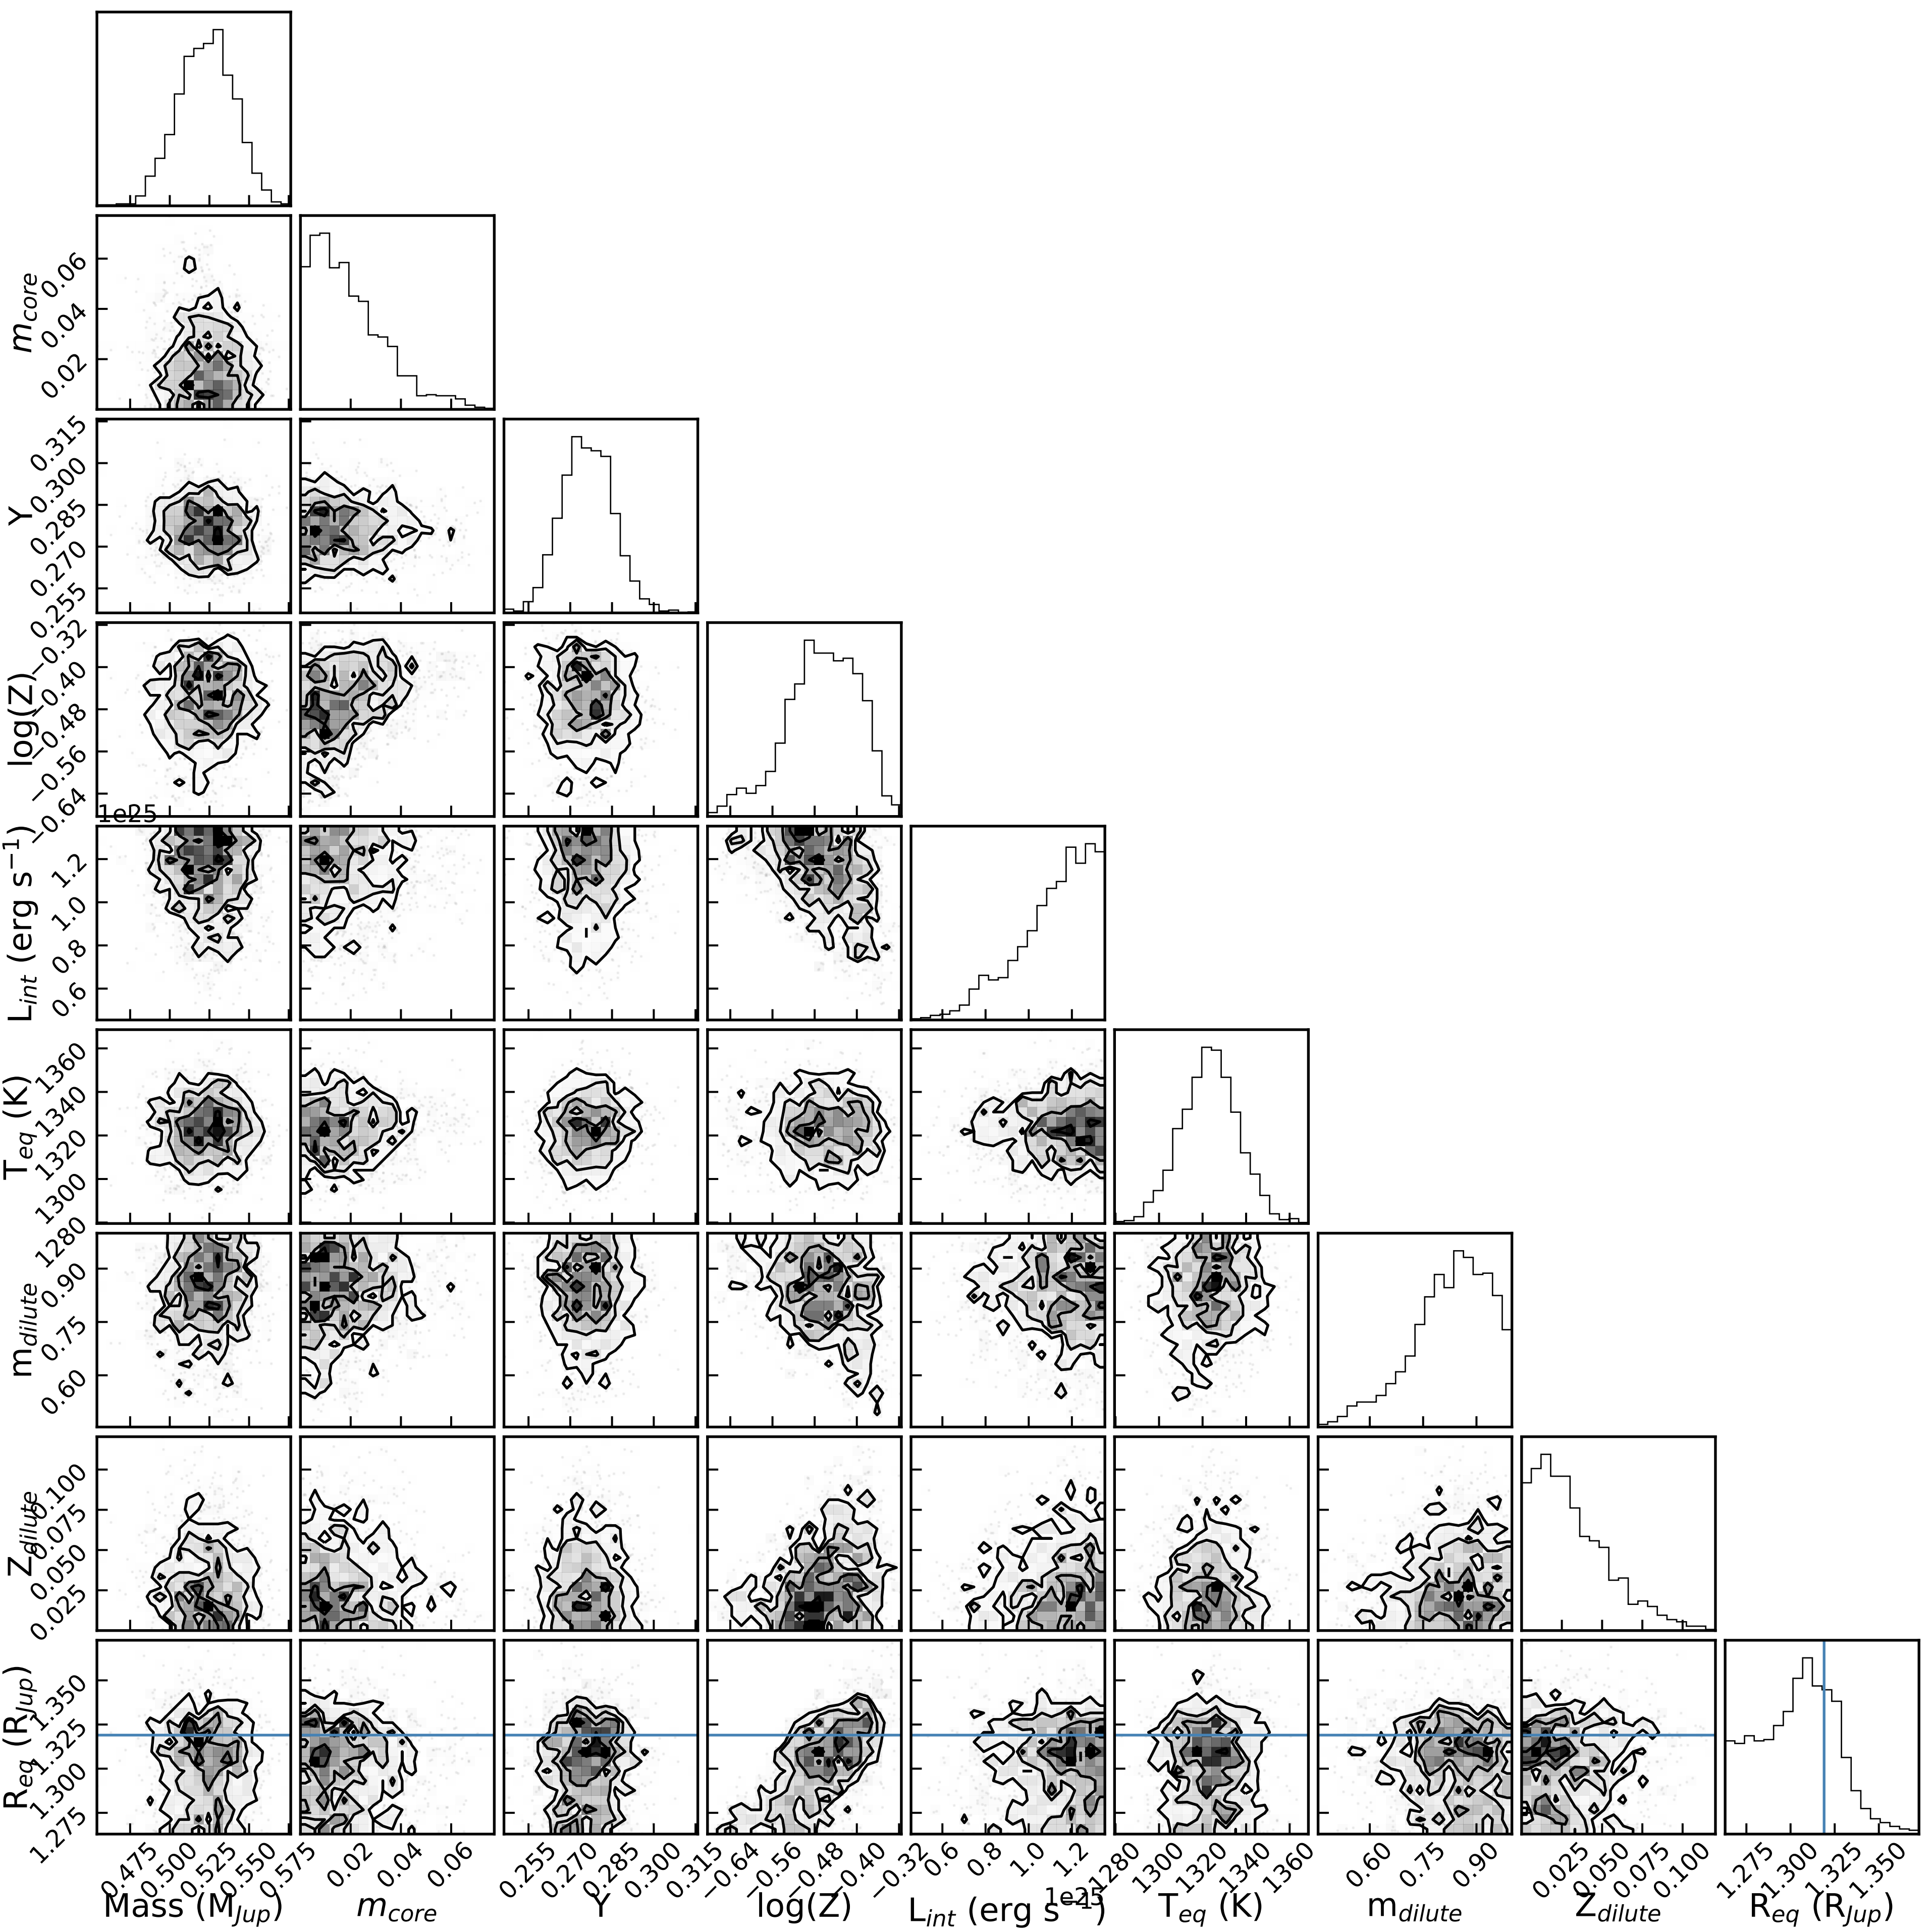 m_core
0.06
0.04
0.02
Y
0.315
0.300
0.285
0.270
0.255
log(Z)
−0.32
−0.40
−0.48
−0.56
−0.64
1e25
L_int (erg s⁻¹)
1.2
1.0
0.8
0.6
T_eq (K)
1360
1340
1320
1300
1280
m_dilute
0.90
0.75
0.60
Z_dilute
0.100
0.075
0.050
0.025
R_eq (R_Jup)
1.350
1.325
1.300
1.275
0.475 0.500 0.525 0.550 0.575 0.02 0.04 0.06 0.255 0.270 0.285 0.300 0.315 −0.64 −0.56 −0.48 −0.40 −0.32 0.6 0.8 1.0 1.2 1280 1300 1320 1340 1360 0.60 0.75 0.90 0.025 0.050 0.075 0.100 1.275 1.300 1.325 1.350
1e25
Mass (M_Jup) m_core Y log(Z) L_int (erg s⁻¹) T_eq (K) m_dilute Z_dilute R_eq (R_Jup)